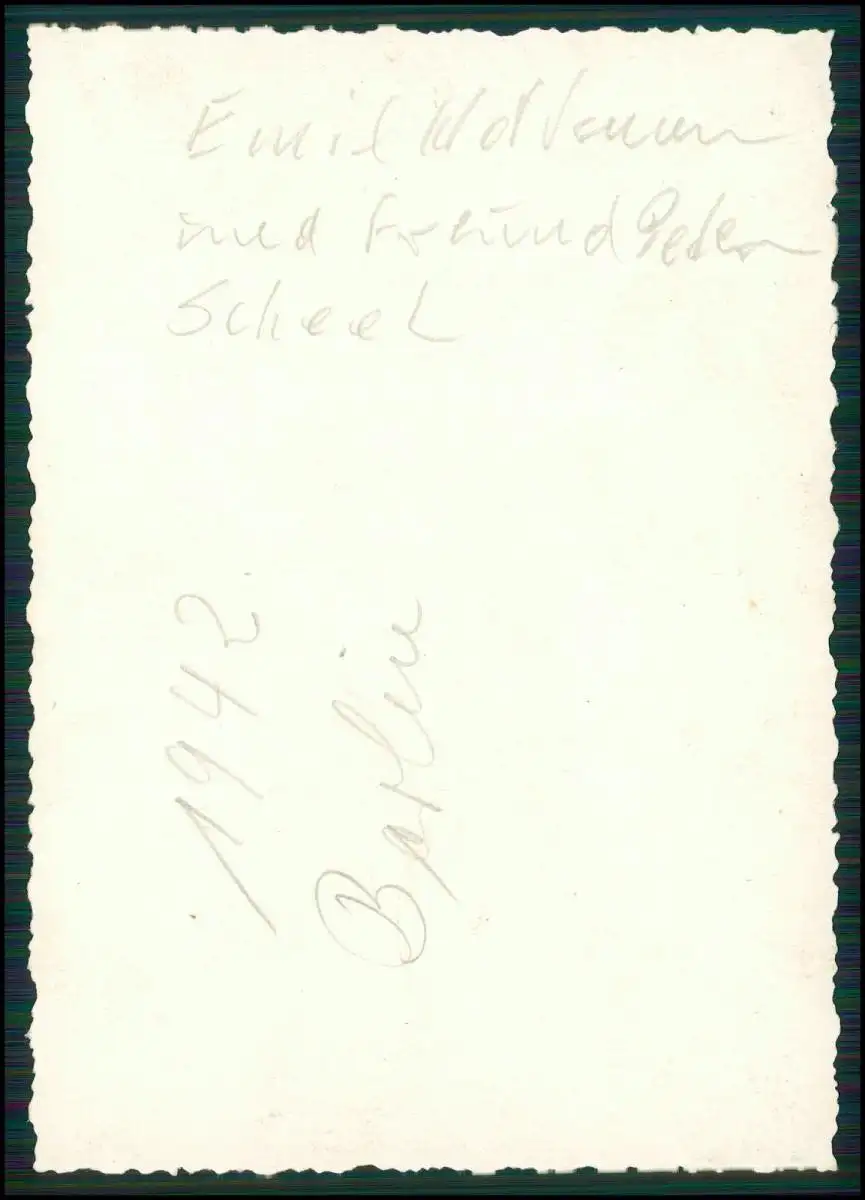 Emil
und Freund Peter
Scheel
1942
Berlin